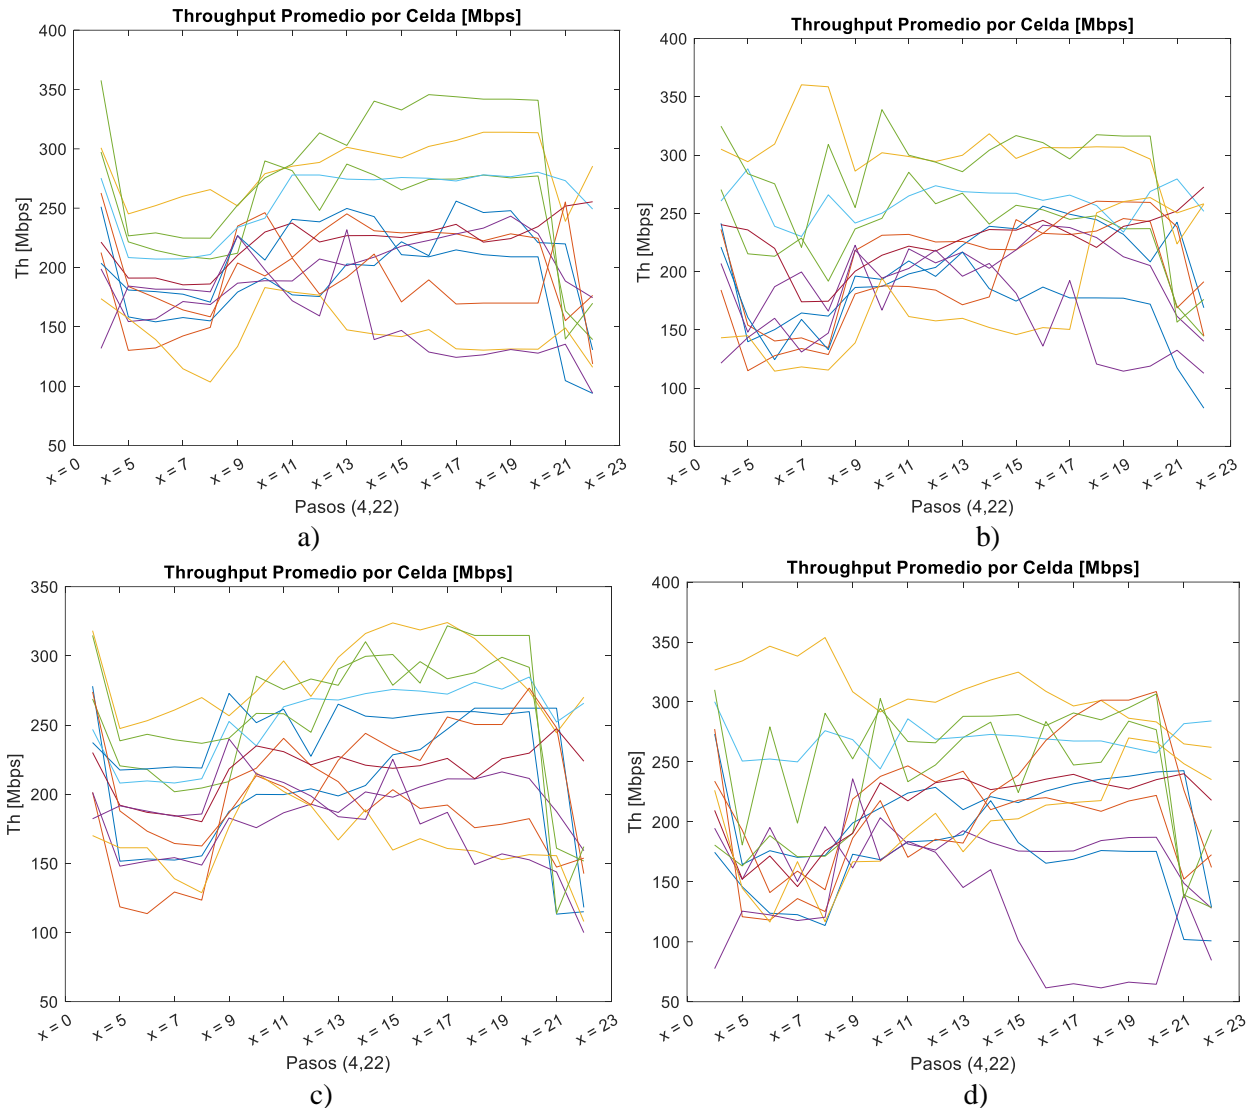 Throughput Promedio por Celda [Mbps]
Th [Mbps]
400
350
300
250
200
150
100
50
x = 0
x = 5
x = 7
x = 9
x = 11
x = 13
x = 15
x = 17
x = 19
x = 21
x = 23
Pasos (4,22)
a)
Throughput Promedio por Celda [Mbps]
Th [Mbps]
400
350
300
250
200
150
100
50
x = 0
x = 5
x = 7
x = 9
x = 11
x = 13
x = 15
x = 17
x = 19
x = 21
x = 23
Pasos (4,22)
b)
Throughput Promedio por Celda [Mbps]
Th [Mbps]
350
300
250
200
150
100
50
x = 0
x = 5
x = 7
x = 9
x = 11
x = 13
x = 15
x = 17
x = 19
x = 21
x = 23
Pasos (4,22)
c)
Throughput Promedio por Celda [Mbps]
Th [Mbps]
400
350
300
250
200
150
100
50
x = 0
x = 5
x = 7
x = 9
x = 11
x = 13
x = 15
x = 17
x = 19
x = 21
x = 23
Pasos (4,22)
d)